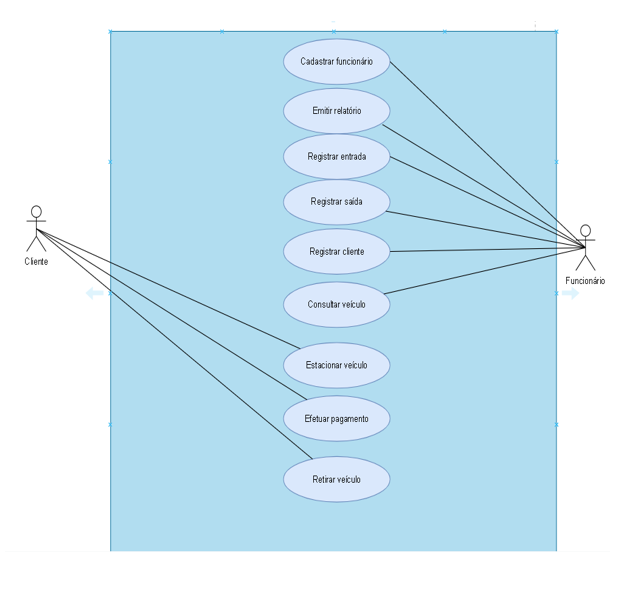 Cadastrar funcionário
Emitir relatório
Registrar entrada
Registrar saída
Registrar cliente
Consultar veículo
Estacionar veículo
Efetuar pagamento
Retirar veículo
Cliente
Funcionário